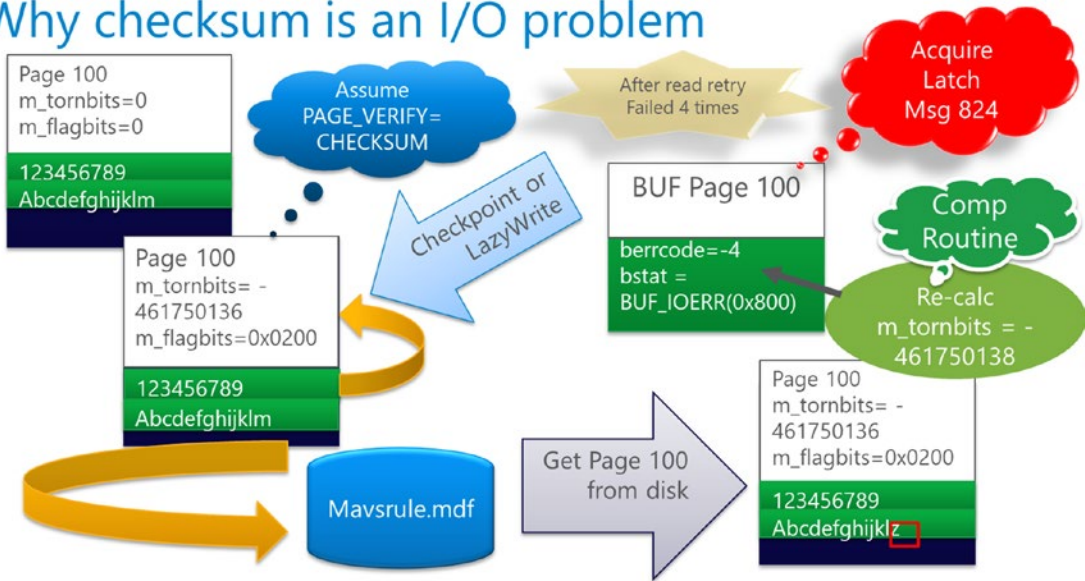 Why checksum is an I/O problem
Page 100
m_tornbits=0
m_flagbits=0
123456789
Abcdefghijklm
Assume
PAGE_VERIFY=
CHECKSUM
After read retry
Failed 4 times
Acquire
Latch
Msg 824
Page 100
m_tornbits= -
461750136
m_flagbits=0x0200
123456789
Abcdefghijklm
Checkpoint or
LazyWrite
BUF Page 100
berrcode=-4
bstat =
BUF_IOERR(0x800)
Comp
Routine
Re-calc
m_tornbits = -
461750138
Mavsrule.mdf
Get Page 100
from disk
Page 100
m_tornbits= -
461750136
m_flagbits=0x0200
123456789
Abcdefghijklz